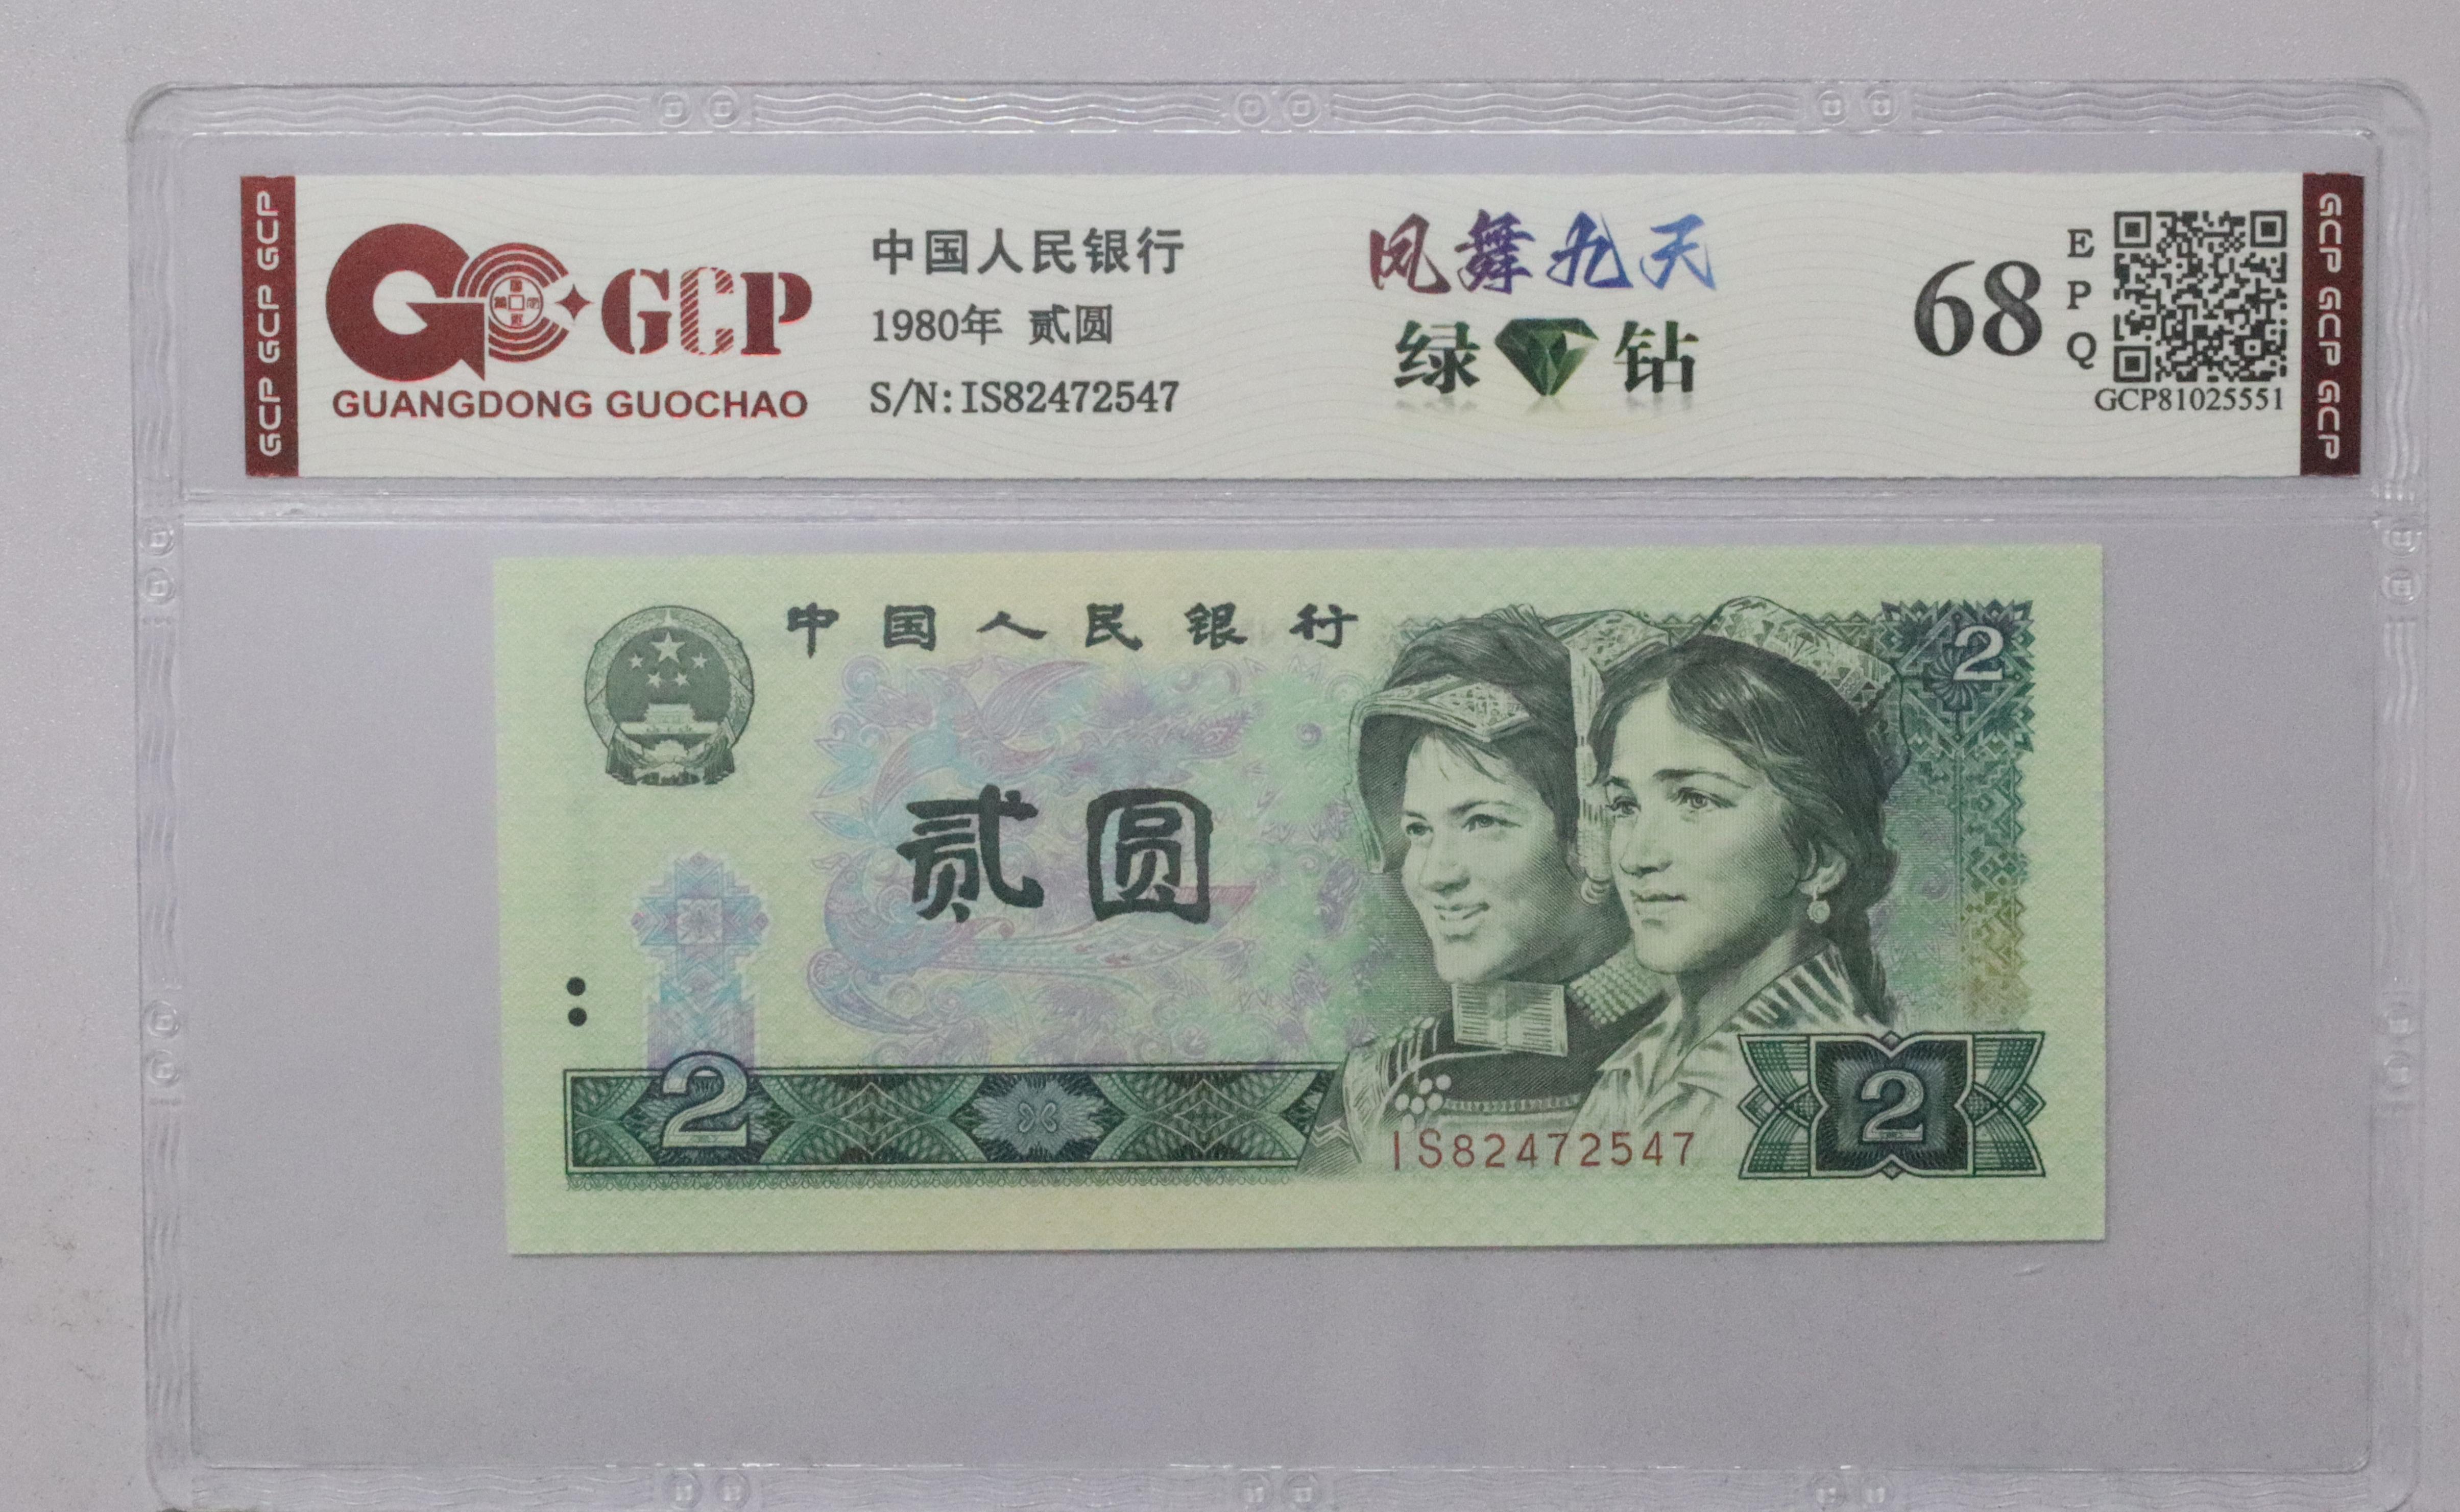 GCP GCP GCP
GCP
GUANGDONG GUOCHAO
中国人民银行
1980年 贰圆
S/N:IS82472547
凤舞九天
绿钻
68
EPQ
GCP81025551
GCP GCP GCP
中国人民银行
2
贰圆
2
IS82472547
2